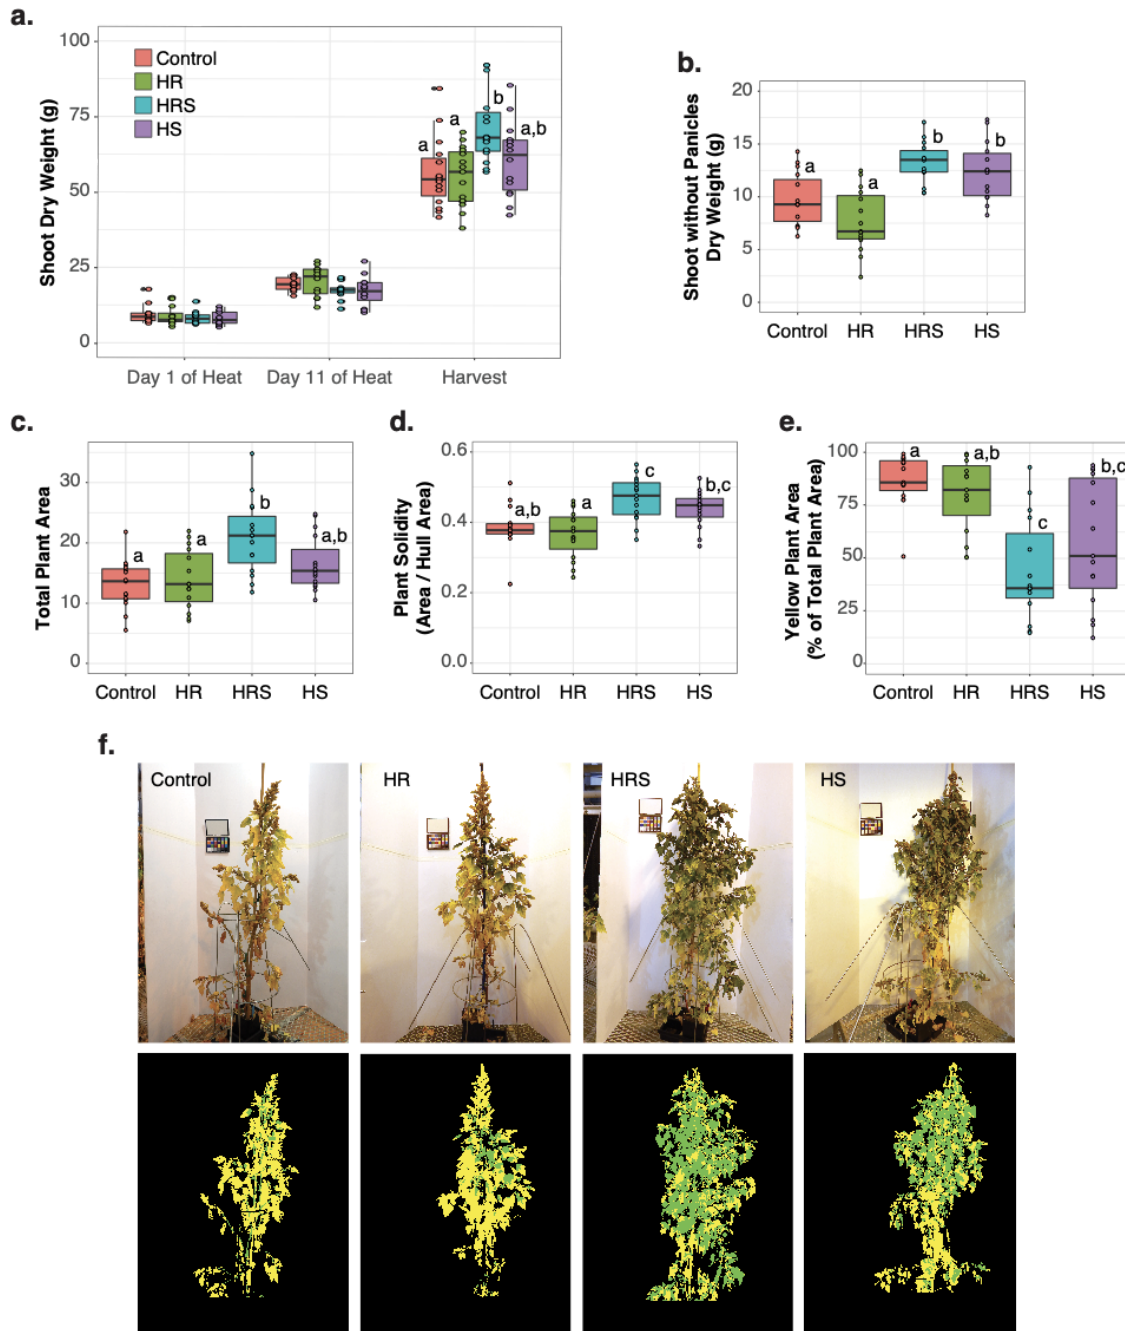 a.
Shoot Dry Weight (g)
100
75
50
25
0
Control
HR
HRS
HS
a
a
b
a,b
Day 1 of Heat
Day 11 of Heat
Harvest
b.
Shoot without Panicles
Dry Weight (g)
20
15
10
5
0
a
a
b
b
Control
HR
HRS
HS
c.
Total Plant Area
30
20
10
0
a
a
b
a,b
Control
HR
HRS
HS
d.
Plant Solidity
(Area / Hull Area)
0.6
0.4
0.2
0.0
a,b
a
c
b,c
Control
HR
HRS
HS
e.
Yellow Plant Area
(% of Total Plant Area)
100
75
50
25
0
a
a,b
c
b,c
Control
HR
HRS
HS
f.
Control
HR
HRS
HS